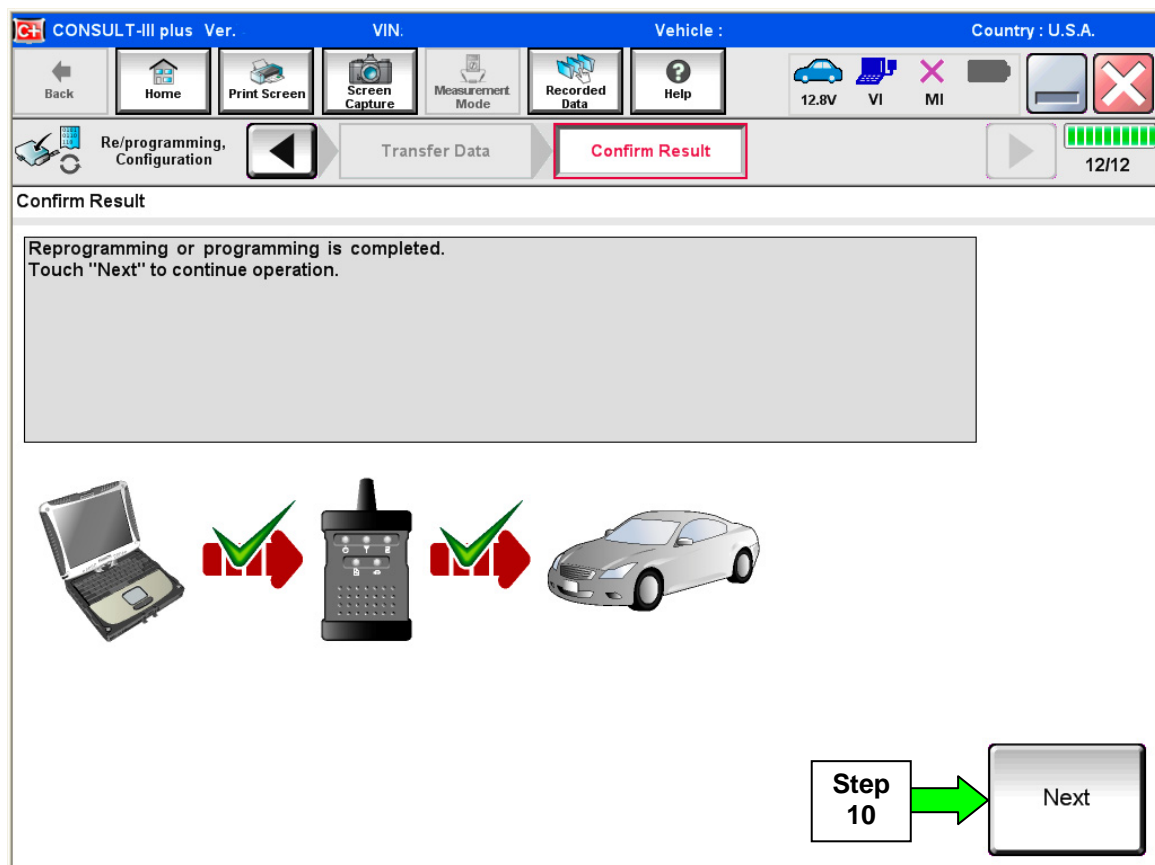 C+ CONSULT-III plus Ver. VIN: Vehicle : Country : U.S.A.
Back
Home
Print Screen
Screen
Capture
Measurement
Mode
Recorded
Data
Help
12.8V VI MI
Re/programming,
Configuration
Transfer Data
Confirm Result
12/12
Confirm Result
Reprogramming or programming is completed.
Touch "Next" to continue operation.
Step
10
Next